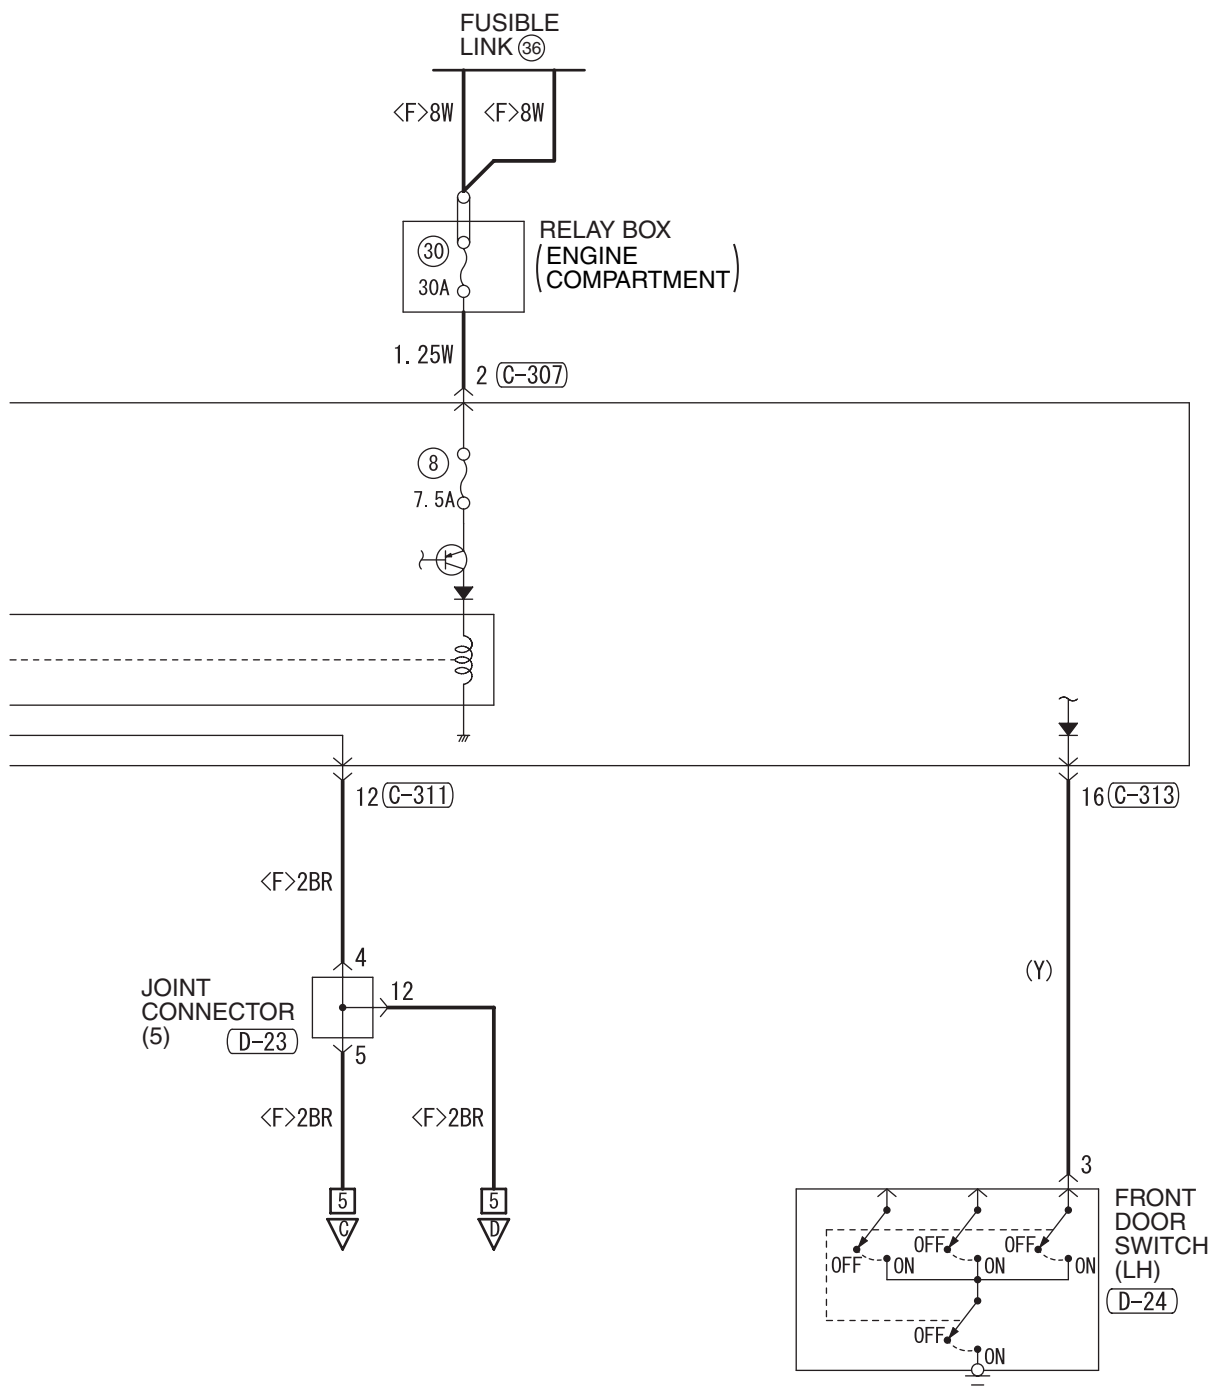 FUSIBLE
LINK 36
<F>8W <F>8W
RELAY BOX
(ENGINE
COMPARTMENT)
30
30A
1.25W
2 C-307
8
7.5A
12 C-311
16 C-313
<F>2BR
4
(Y)
JOINT
CONNECTOR
(5) D-23
12
5
<F>2BR <F>2BR
3
5 5
C D
FRONT
DOOR
SWITCH
(LH)
D-24
OFF ON OFF ON OFF ON
OFF ON